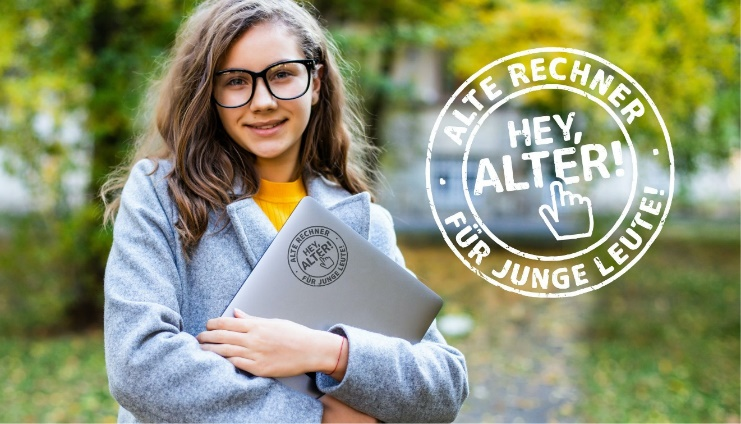 ALTE RECHNER
HEY,
ALTER!
FÜR JUNGE LEUTE!
ALTE RECHNER
HEY,
ALTER!
FÜR JUNGE LEUTE!